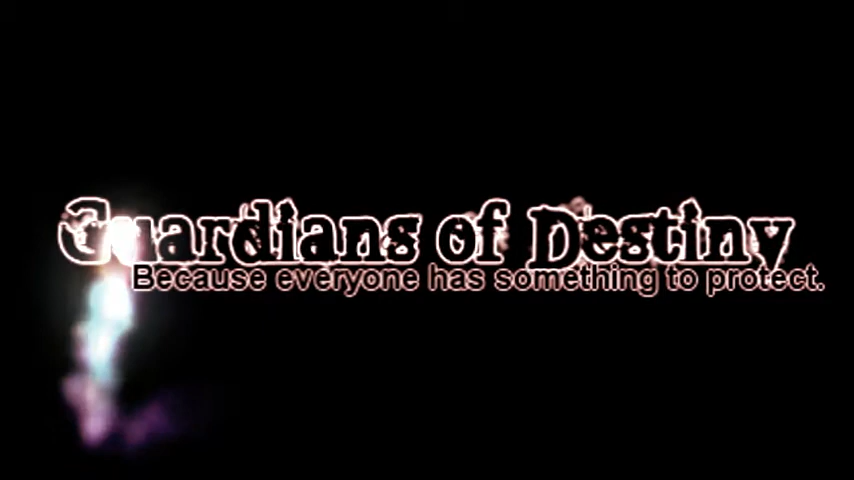 Guardians of Destiny
Because everyone has something to protect.